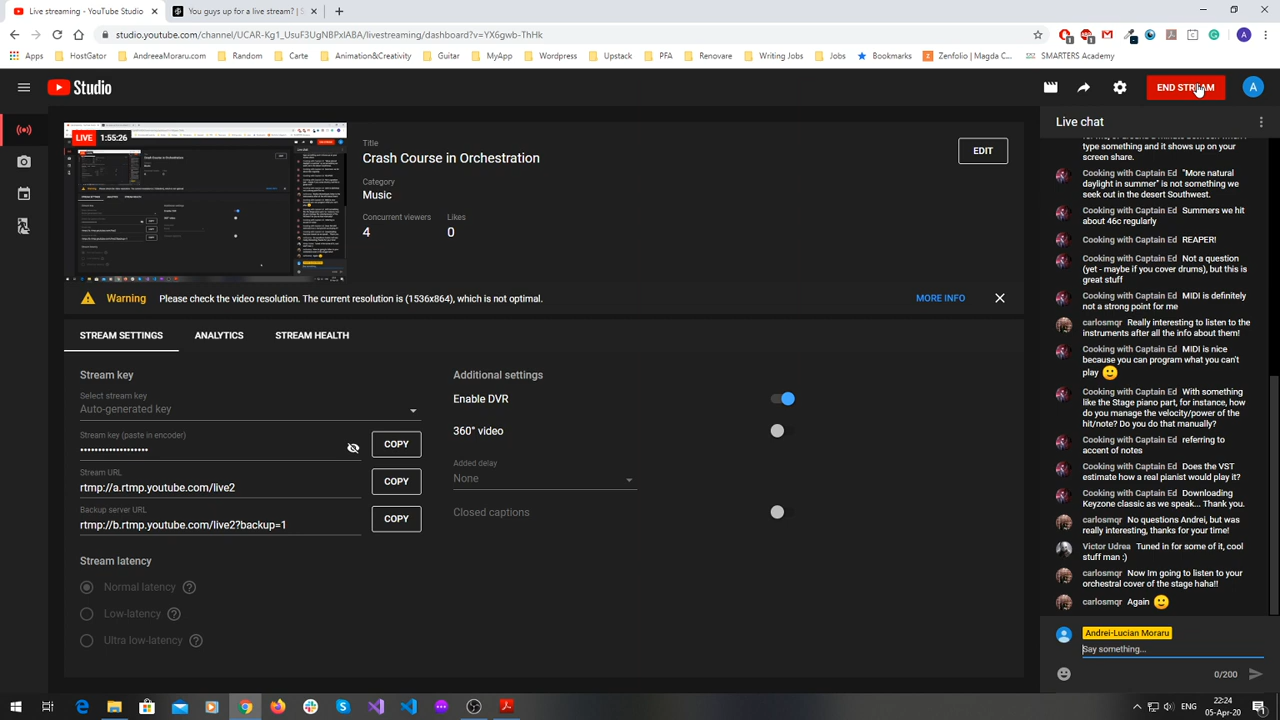 Live streaming - YouTube Studio
You guys up for a live stream? | S
studio.youtube.com/channel/UCAR-Kg1_UsuF3UgNBPxIABA/livestreaming/dashboard?v=YX6gwb-ThHk
Apps HostGator AndreeaMoraru.com Random Carte Animation Guitar MyApp Wordpress Upstack PFA Renovare Writing Jobs Jobs Bookmarks Zenfolio | Magda C... SMARTERS Academy
Studio
END STREAM
A
LIVE 1:55:26
Title
Crash Course in Orchestration
EDIT
Category
Music
Concurrent viewers Likes
4 0
Warning Please check the video resolution. The current resolution is (1536x864), which is not optimal.
MORE INFO
STREAM SETTINGS ANALYTICS STREAM HEALTH
Stream key
Select stream key
Auto-generated key
Stream key (paste in encoder)
••••••••••••••••••• COPY
Stream URL
rtmp://a.rtmp.youtube.com/live2 COPY
Backup server URL
rtmp://b.rtmp.youtube.com/live2?backup=1 COPY
Stream latency
Normal latency
Low-latency
Ultra low-latency
Additional settings
Enable DVR
360° video
Added delay
None
Closed captions
Live chat
type something and it shows up on your
screen share.
Cooking with Captain Ed "More natural
daylight in summer" is not something we
seek out in the desert Southwest.
Cooking with Captain Ed Summers we hit
about 46c regularly
Cooking with Captain Ed REAPER!
Cooking with Captain Ed Not a question
(yet - maybe if you cover drums), but this is
great stuff
Cooking with Captain Ed MIDI is definitely
not a strong point for me
carlosmqr Really interesting to listen to the
instruments after all the info about them!
Cooking with Captain Ed MIDI is nice
because you can program what you can't
play 🙂
Cooking with Captain Ed With something
like the Stage piano part, for instance, how
do you manage the velocity/power of the
hit/note? Do you do that manually?
Cooking with Captain Ed referring to
accent of notes
Cooking with Captain Ed Does the VST
estimate how a real pianist would play it?
Cooking with Captain Ed Downloading
Keyzone classic as we speak... Thank you.
carlosmqr No questions Andrei, but was
really interesting, thanks for your time!
Victor Udrea Tuned in for some of it, cool
stuff man :)
carlosmqr Now Im going to listen to your
orchestral cover of the stage haha!!
carlosmqr Again 🙂
Andrei-Lucian Moraru
Say something...
0/200
ENG
22:24
05-Apr-20